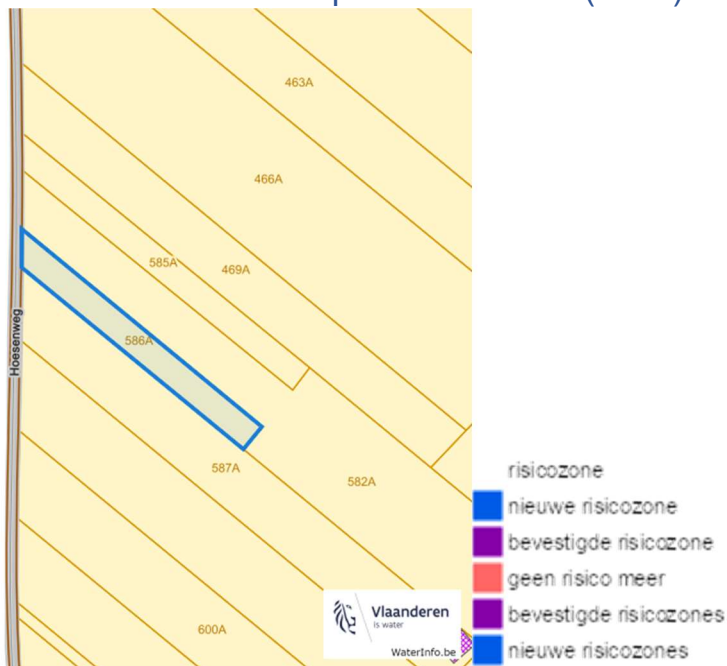 463A
466A
585A
469A
Hoesenweg
586A
587A
582A
600A
Vlaanderen
is water
WaterInfo.be
risicozone
nieuwe risicozone
bevestigde risicozone
geen risico meer
bevestigde risicozones
nieuwe risicozones